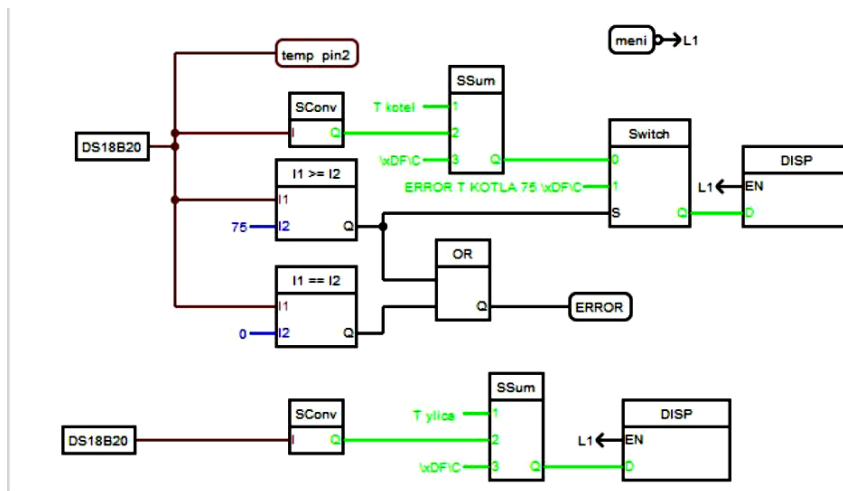 temp pin2
meni
L1
SSum
T kotel
1
SConv
I
Q
2
\xDF\C
3
Q
DS18B20
Switch
0
ERROR T KOTLA 75 \xDF\C
1
S
Q
DISP
L1
EN
D
I1 >= I2
I1
75
I2
Q
OR
Q
ERROR
I1 == I2
I1
0
I2
Q
SSum
T ylica
1
SConv
I
Q
2
\xDF\C
3
Q
DS18B20
DISP
L1
EN
D